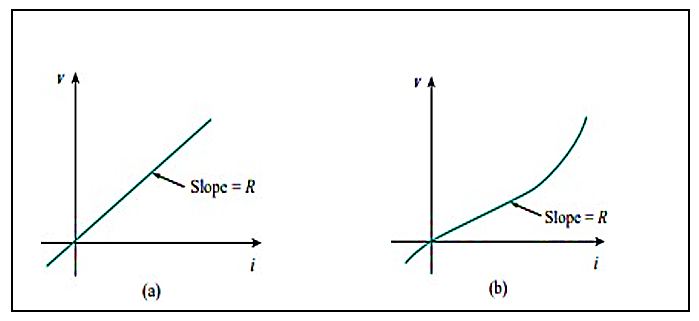 v
Slope = R
i
(a)
v
Slope = R
i
(b)